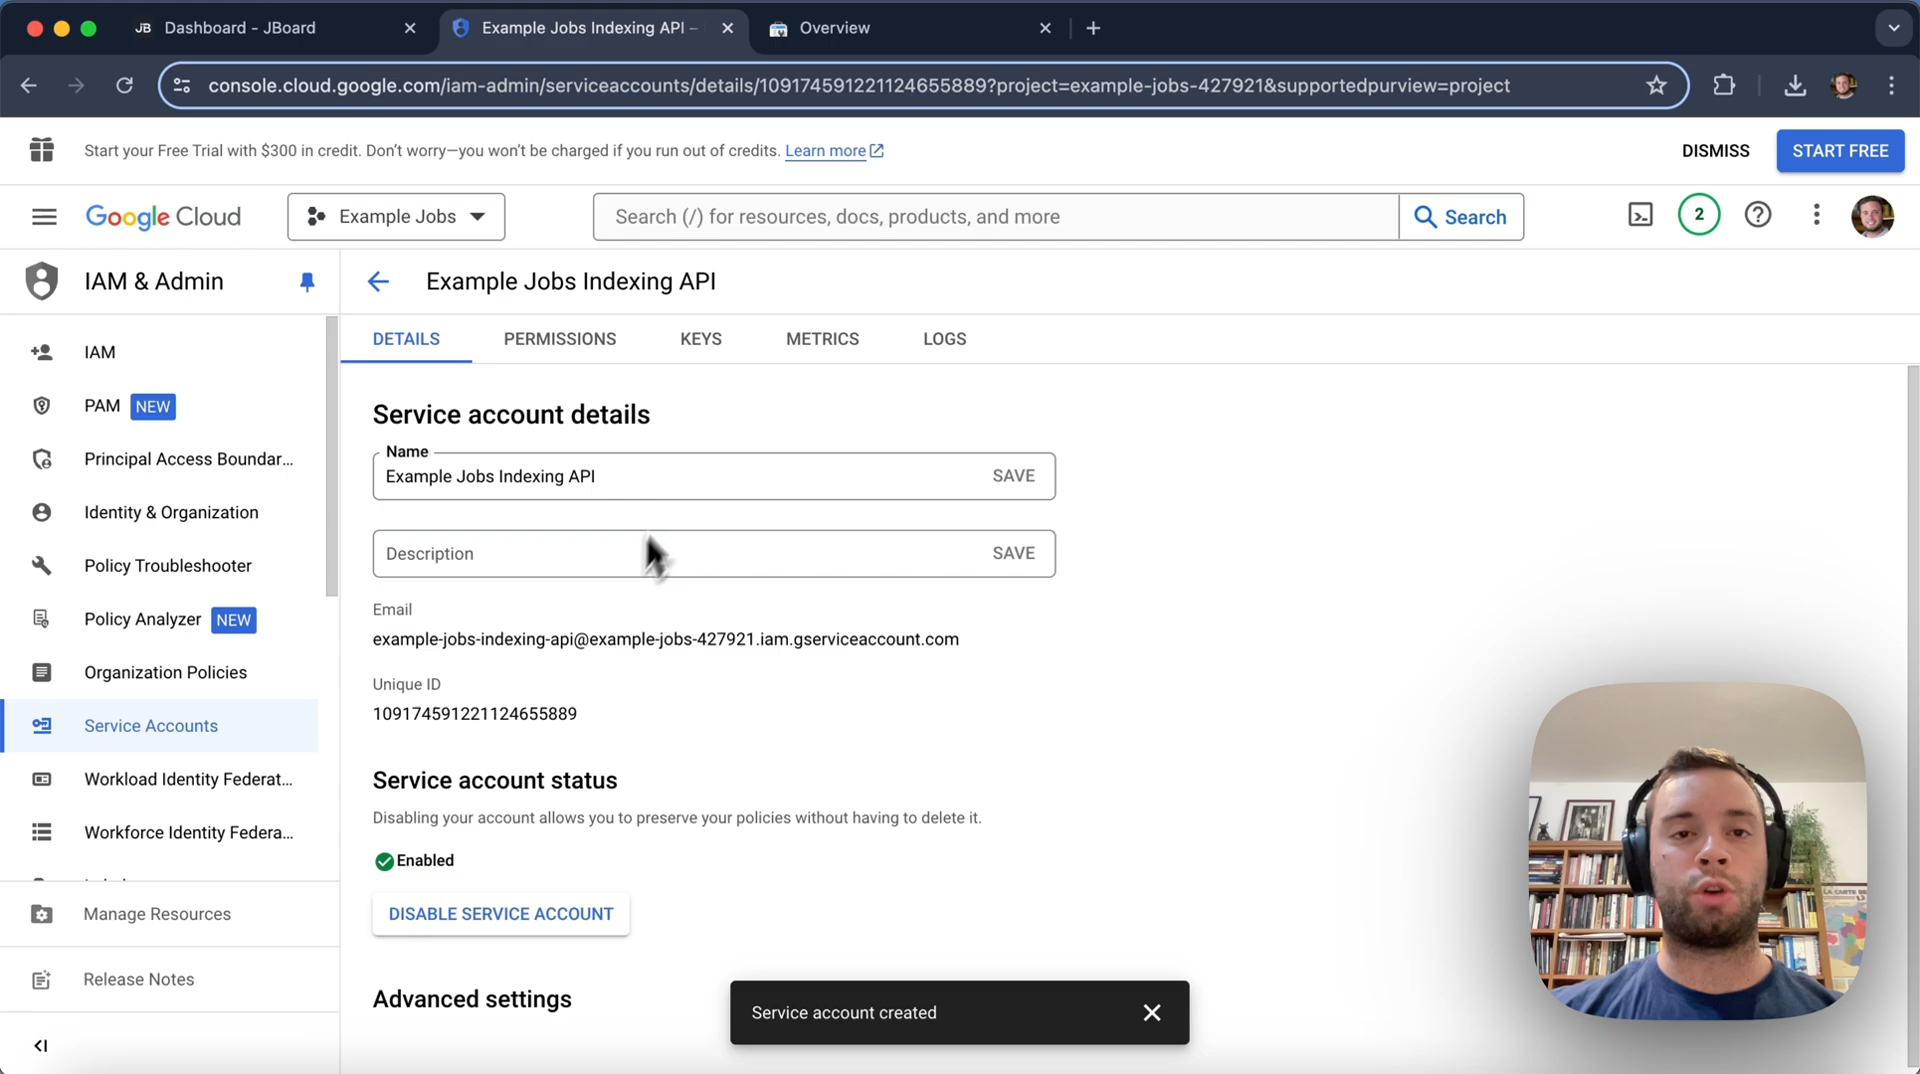 JB Dashboard - JBoard
Example Jobs Indexing API –
Overview
console.cloud.google.com/iam-admin/serviceaccounts/details/109174591221124655889?project=example-jobs-427921&supportedpurview=project
Start your Free Trial with $300 in credit. Don't worry—you won't be charged if you run out of credits. Learn more
DISMISS
START FREE
Google Cloud
Example Jobs
Search (/) for resources, docs, products, and more
Search
2
IAM & Admin
Example Jobs Indexing API
DETAILS
PERMISSIONS
KEYS
METRICS
LOGS
IAM
PAM NEW
Principal Access Boundar...
Identity & Organization
Policy Troubleshooter
Policy Analyzer NEW
Organization Policies
Service Accounts
Workload Identity Federat...
Workforce Identity Federa...
Manage Resources
Release Notes
Service account details
Name
Example Jobs Indexing API
SAVE
Description
SAVE
Email
example-jobs-indexing-api@example-jobs-427921.iam.gserviceaccount.com
Unique ID
109174591221124655889
Service account status
Disabling your account allows you to preserve your policies without having to delete it.
Enabled
DISABLE SERVICE ACCOUNT
Advanced settings
Service account created